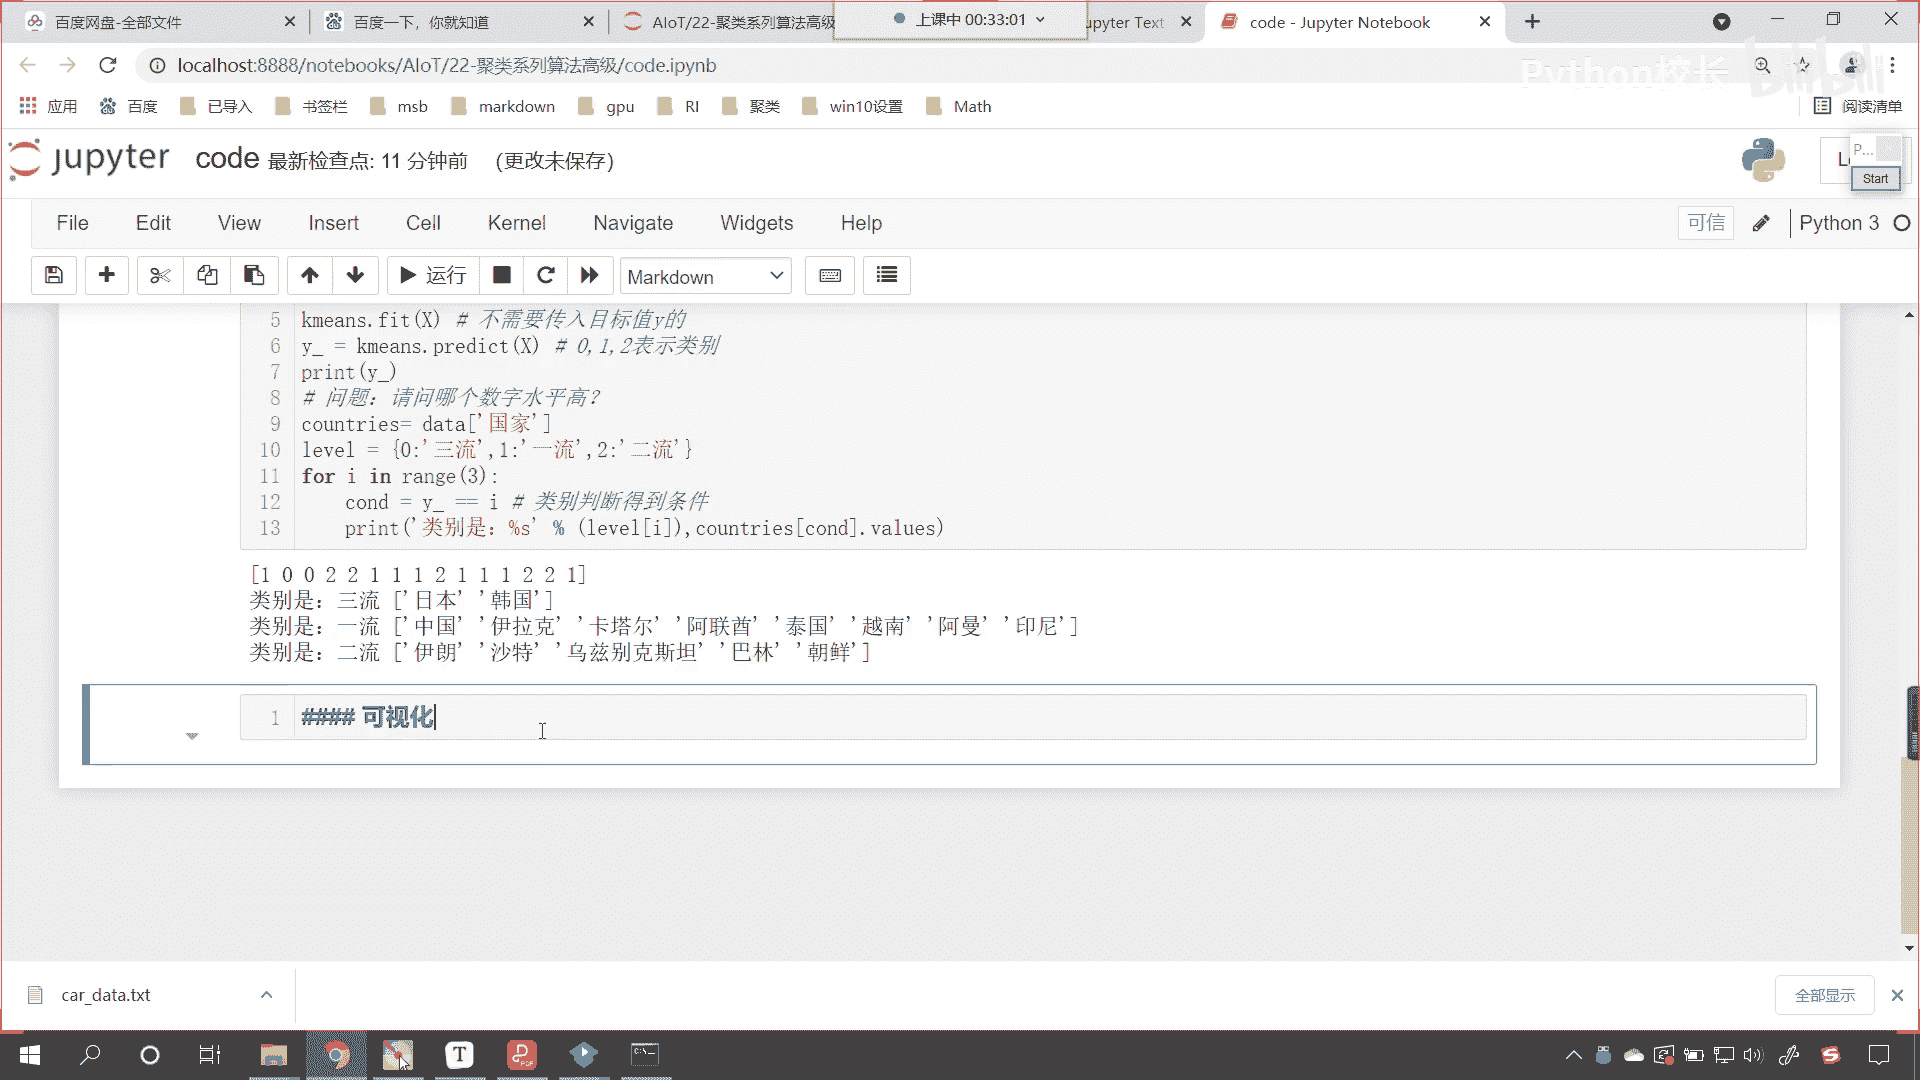 百度网盘-全部文件
百度一下，你就知道
AIoT/22-聚类系列算法高级
上课中 00:33:01
upyter Text
code - Jupyter Notebook
localhost:8888/notebooks/AIoT/22-聚类系列算法高级/code.ipynb
Python校长
bilibili
应用 百度 已导入 书签栏 msb markdown gpu RI 聚类 win10设置 Math 阅读清单
jupyter code 最新检查点: 11 分钟前 (更改未保存)
P...
Start
File Edit View Insert Cell Kernel Navigate Widgets Help 可信 Python 3
运行 Markdown
5 kmeans.fit(X) # 不需要传入目标值y的
6 y_ = kmeans.predict(X) # 0,1,2表示类别
7 print(y_)
8 # 问题：请问哪个数字水平高？
9 countries= data['国家']
10 level = {0:'三流',1:'一流',2:'二流'}
11 for i in range(3):
12 cond = y_ == i # 类别判断得到条件
13 print('类别是：%s' % (level[i]),countries[cond].values)
[1 0 0 2 2 1 1 1 2 1 1 1 2 2 1]
类别是：三流 ['日本' '韩国']
类别是：一流 ['中国' '伊拉克' '卡塔尔' '阿联酋' '泰国' '越南' '阿曼' '印尼']
类别是：二流 ['伊朗' '沙特' '乌兹别克斯坦' '巴林' '朝鲜']
1 #### 可视化
car_data.txt
全部显示